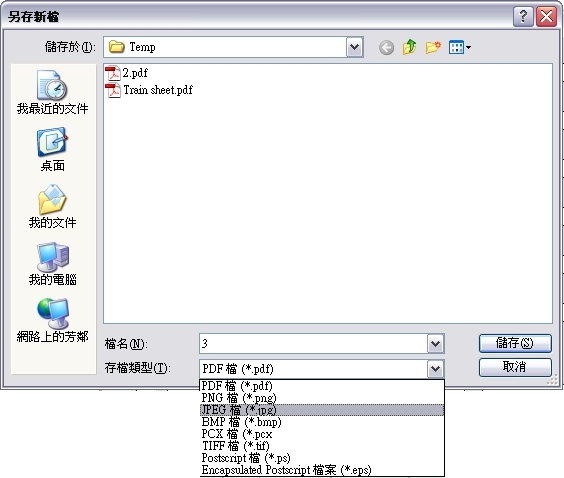 另存新檔
儲存於(I): Temp
2.pdf
Train sheet.pdf
我最近的文件
桌面
我的文件
我的電腦
網路上的芳鄰
檔名(N): 3 儲存(S)
存檔類型(T): PDF 檔 (*.pdf) 取消
PDF 檔 (*.pdf)
PNG 檔 (*.png)
JPEG 檔 (*.jpg)
BMP 檔 (*.bmp)
PCX 檔 (*.pcx
TIFF 檔 (*.tif)
Postscript 檔 (*.ps)
Encapsulated Postscript 檔案 (*.eps)